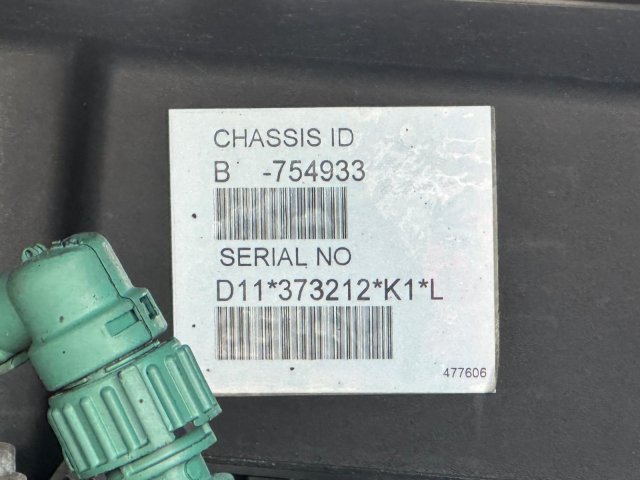 CHASSIS ID
B -754933
SERIAL NO
D11*373212*K1*L
477606